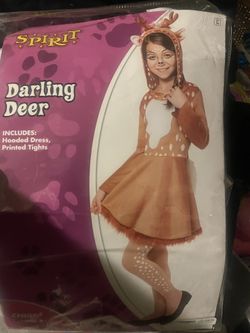 SPIRIT
Darling
Deer
INCLUDES:
Hooded Dress,
Printed Tights